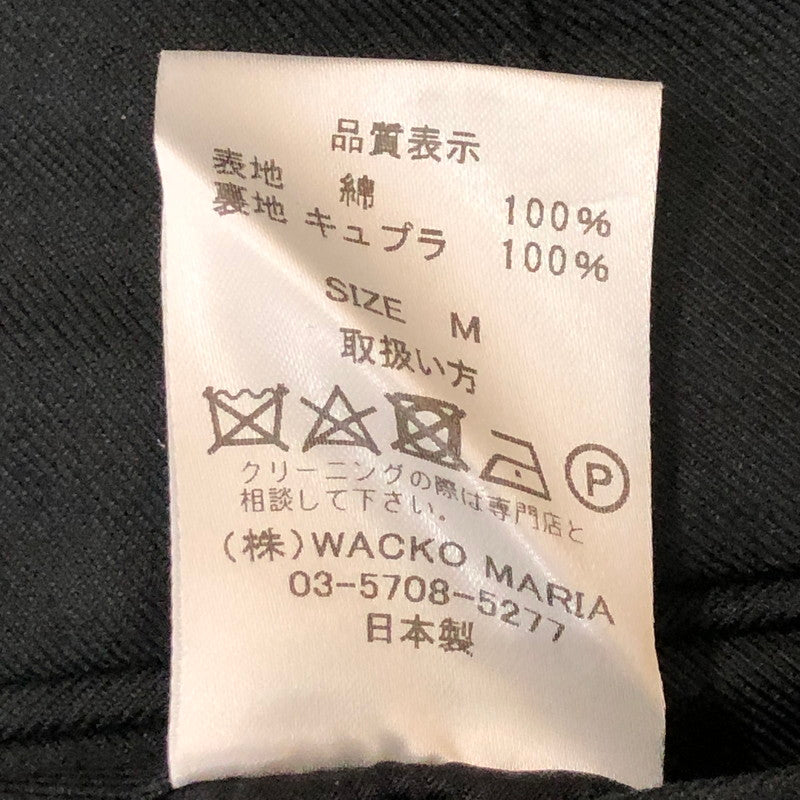 品質表示
表地 綿 100%
裏地 キュプラ 100%
SIZE M
取扱い方
P
クリーニングの際は専門店と
相談して下さい。
(株)WACKO MARIA
03-5708-5277
日本製